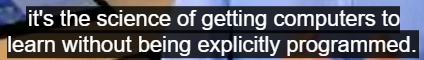 it's the science of getting computers to
learn without being explicitly programmed.